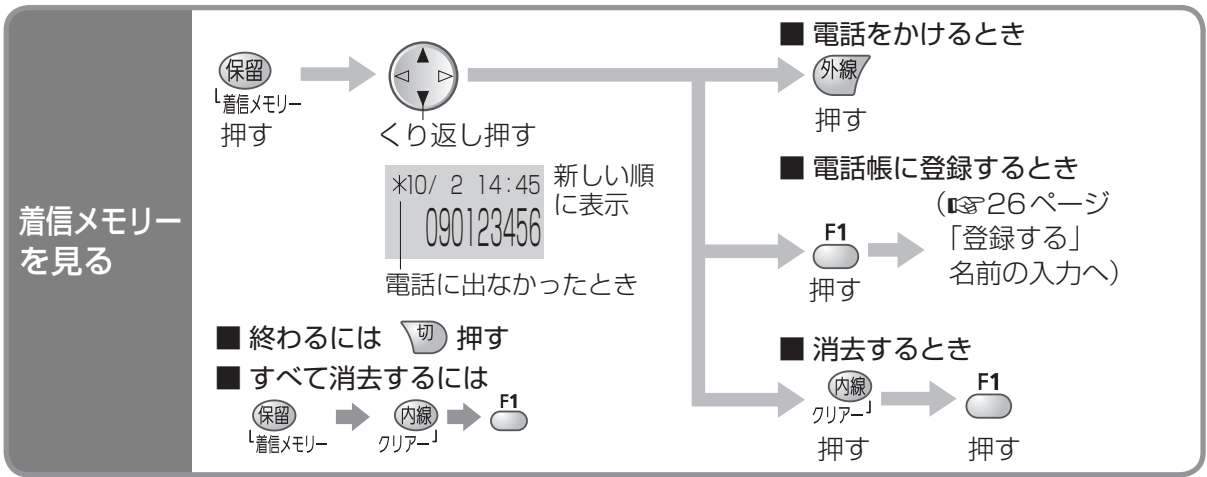 着信メモリー
を見る
保留
└着信メモリー
押す
くり返し押す
*10/ 2 14:45
090123456
新しい順
に表示
電話に出なかったとき
■ 終わるには 切 押す
■ すべて消去するには
保留
└着信メモリー
内線
クリアー┘
F1
■ 電話をかけるとき
外線
押す
■ 電話帳に登録するとき
F1
押す
(☞26ページ
「登録する」
名前の入力へ)
■ 消去するとき
内線
クリアー┘
押す
F1
押す